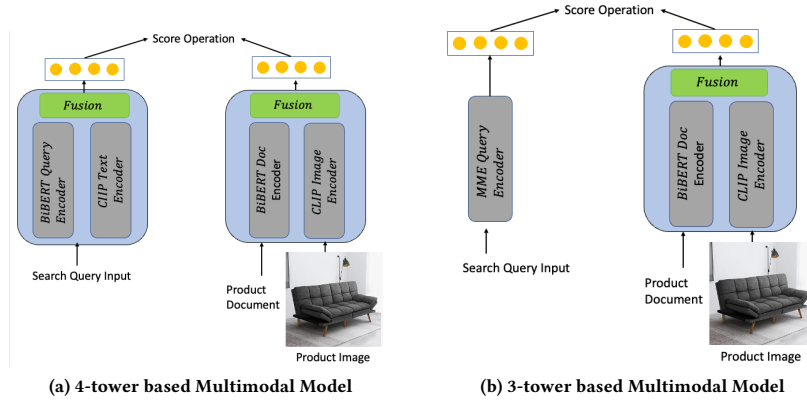 Score Operation
Fusion
BiBERT Query
Encoder
CIIP Text
Encoder
Search Query Input
Fusion
BiBERT Doc
Encoder
CLIP Image
Encoder
Product
Document
Product Image
(a) 4-tower based Multimodal Model
Score Operation
MME Query
Encoder
Search Query Input
Fusion
BiBERT Doc
Encoder
CLIP Image
Encoder
Product
Document
Product Image
(b) 3-tower based Multimodal Model